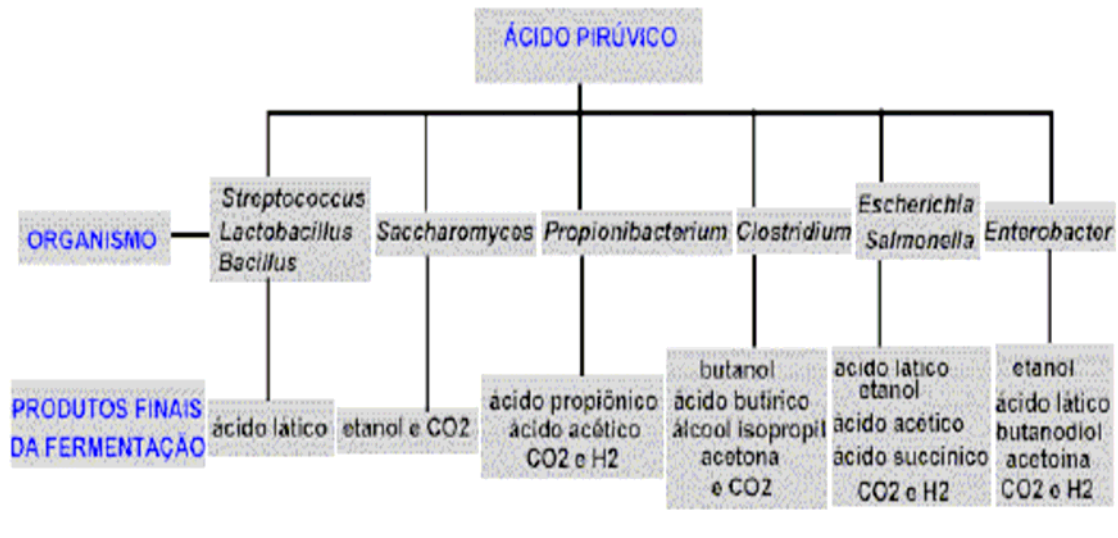 ÁCIDO PIRÚVICO
ORGANISMO
Streptococcus
Lactobacillus
Bacillus
Saccharomyces
Propionibacterium
Clostridium
Escherichia
Salmonella
Enterobacter
PRODUTOS FINAIS
DA FERMENTAÇÃO
ácido lático
etanol e CO2
ácido propiônico
ácido acético
CO2 e H2
butanol
ácido butírico
álcool isopropil
acetona
e CO2
ácido lático
etanol
ácido acético
ácido succínico
CO2 e H2
etanol
ácido lático
butanodiol
acetoina
CO2 e H2